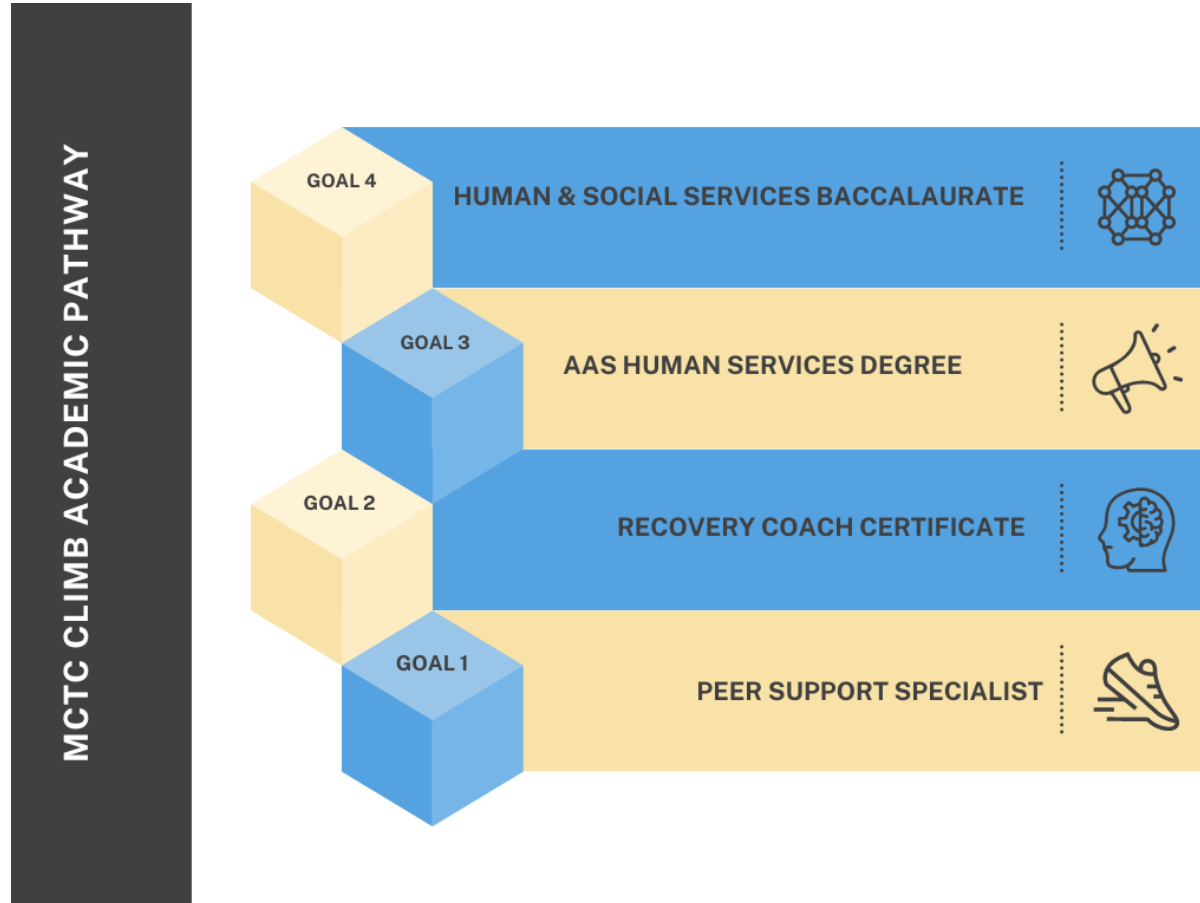 MCTC CLIMB ACADEMIC PATHWAY
GOAL 4
HUMAN & SOCIAL SERVICES BACCALAURATE
GOAL 3
AAS HUMAN SERVICES DEGREE
GOAL 2
RECOVERY COACH CERTIFICATE
GOAL 1
PEER SUPPORT SPECIALIST